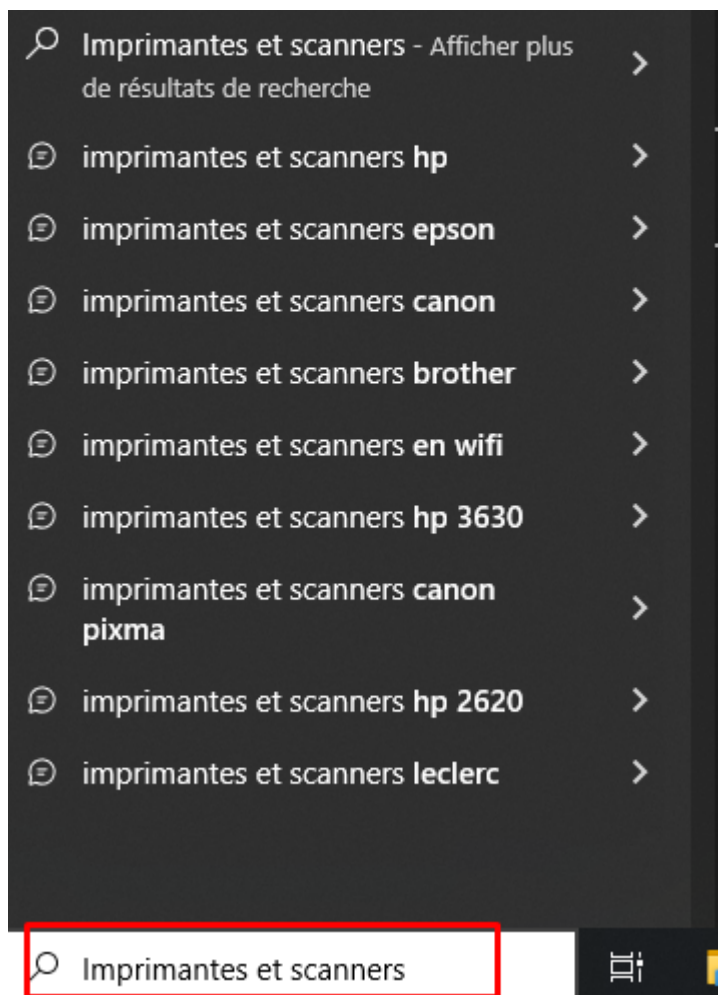 Imprimantes et scanners - Afficher plus
de résultats de recherche
imprimantes et scanners hp
imprimantes et scanners epson
imprimantes et scanners canon
imprimantes et scanners brother
imprimantes et scanners en wifi
imprimantes et scanners hp 3630
imprimantes et scanners canon
pixma
imprimantes et scanners hp 2620
imprimantes et scanners leclerc
Imprimantes et scanners